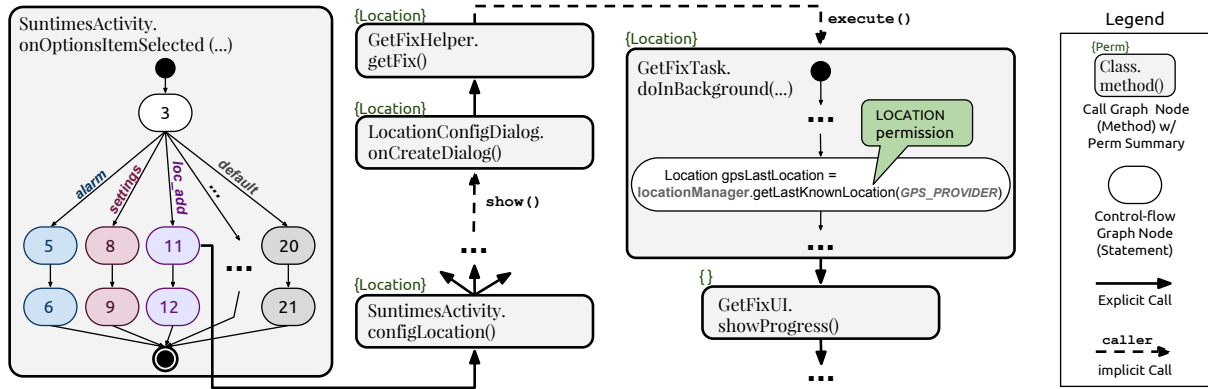 SuntimesActivity.
onOptionsItemSelected (...)
3
alarm
settings
loc_add
...
default
5
8
11
...
20
6
9
12
21
{Location}
GetFixHelper.
getFix()
{Location}
LocationConfigDialog.
onCreateDialog()
show()
...
{Location}
SuntimesActivity.
configLocation()
execute()
{Location}
GetFixTask.
doInBackground(...)
...
LOCATION
permission
Location gpsLastLocation =
locationManager.getLastKnownLocation(GPS_PROVIDER)
...
{}
GetFixUI.
showProgress()
...
Legend
{Perm}
Class.
method()
Call Graph Node
(Method) w/
Perm Summary
Control-flow
Graph Node
(Statement)
Explicit Call
caller
implicit Call